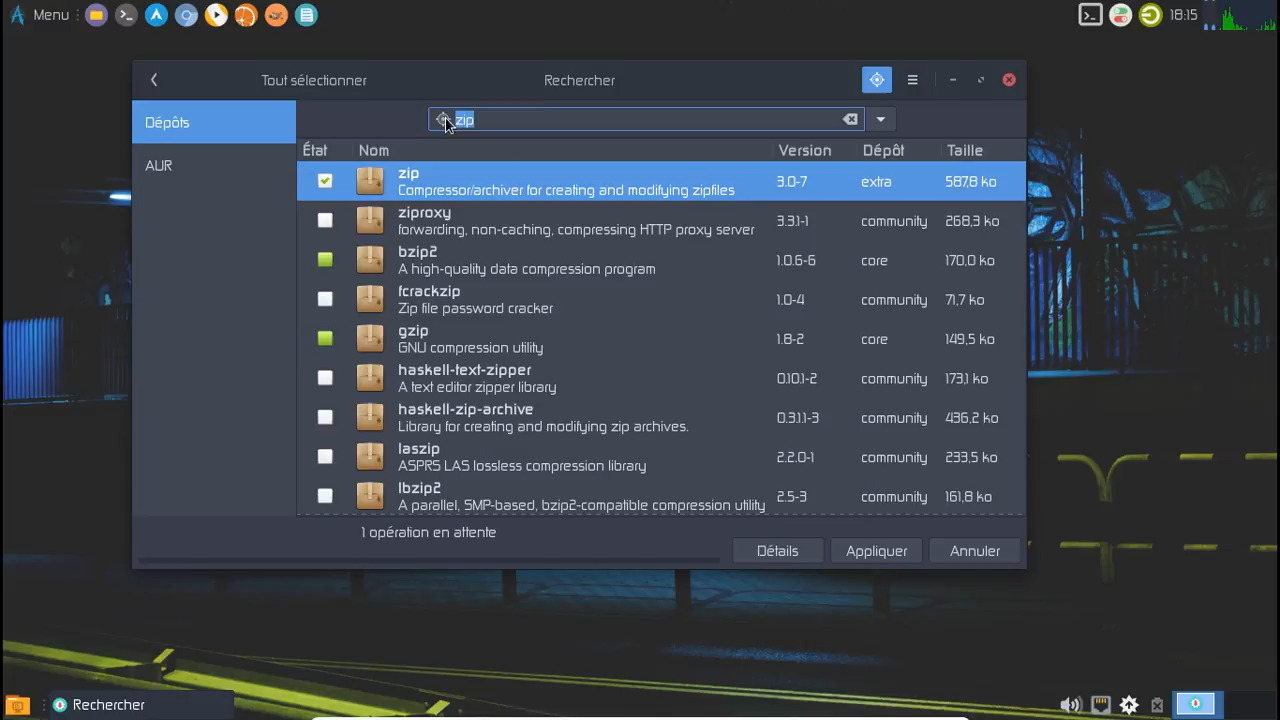 Menu
18:15
Tout sélectionner
Rechercher
Dépôts
AUR
zip
État Nom Version Dépôt Taille
zip
Compressor/archiver for creating and modifying zipfiles
3.0-7 extra 587,8 ko
ziproxy
forwarding, non-caching, compressing HTTP proxy server
3.3.1-1 community 268,3 ko
bzip2
A high-quality data compression program
1.0.6-6 core 170,0 ko
fcrackzip
Zip file password cracker
1.0-4 community 71,7 ko
gzip
GNU compression utility
1.8-2 core 149,5 ko
haskell-text-zipper
A text editor zipper library
0.10.1-2 community 173,1 ko
haskell-zip-archive
Library for creating and modifying zip archives.
0.3.1.1-3 community 436,2 ko
laszip
ASPRS LAS lossless compression library
2.2.0-1 community 233,5 ko
lbzip2
A parallel, SMP-based, bzip2-compatible compression utility
2.5-3 community 161,8 ko
1 opération en attente
Détails
Appliquer
Annuler
Rechercher